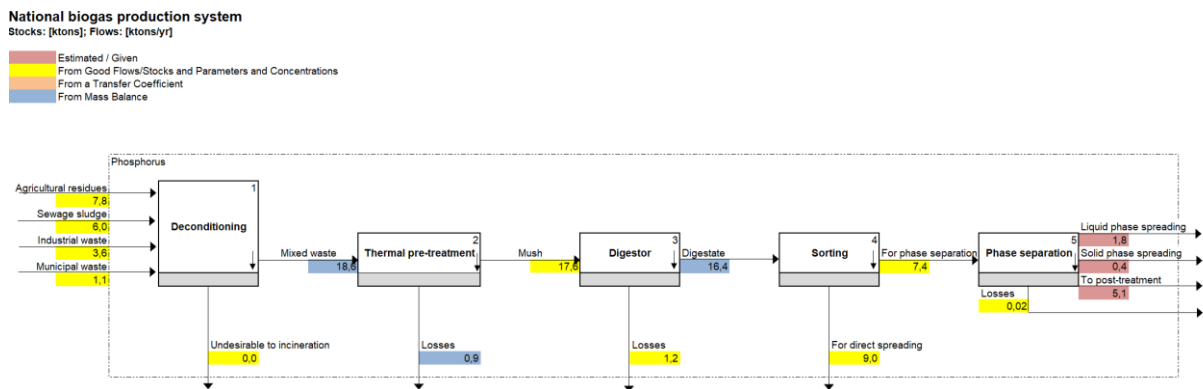 National biogas production system
Stocks: [ktons]; Flows: [ktons/yr]
Estimated / Given
From Good Flows/Stocks and Parameters and Concentrations
From a Transfer Coefficient
From Mass Balance
Phosphorus
Agricultural residues
7,8
Sewage sludge
6,0
Industrial waste
3,6
Municipal waste
1,1
1
Deconditioning
Undesirable to incineration
0,0
Mixed waste
18,6
2
Thermal pre-treatment
Losses
0,9
Mush
17,6
3
Digestor
Losses
1,2
Digestate
16,4
4
Sorting
For direct spreading
9,0
For phase separation
7,4
5
Phase separation
Liquid phase spreading
1,8
Solid phase spreading
0,4
To post-treatment
5,1
Losses
0,02